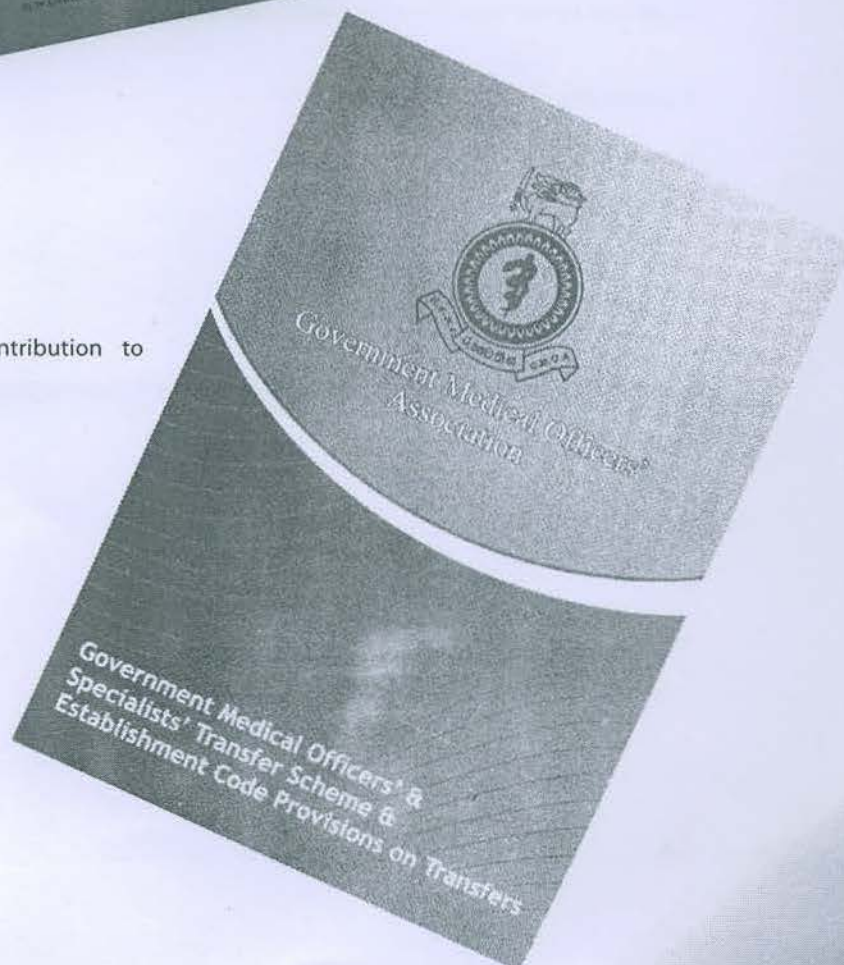 ntribution to
Government Medical Officers'
Association
Government Medical Officers' &
Specialists' Transfer Scheme &
Establishment Code Provisions on Transfers